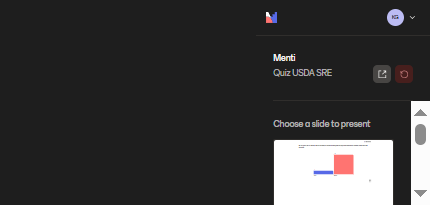 KG
Menti
Quiz USDA SRE
Choose a slide to present